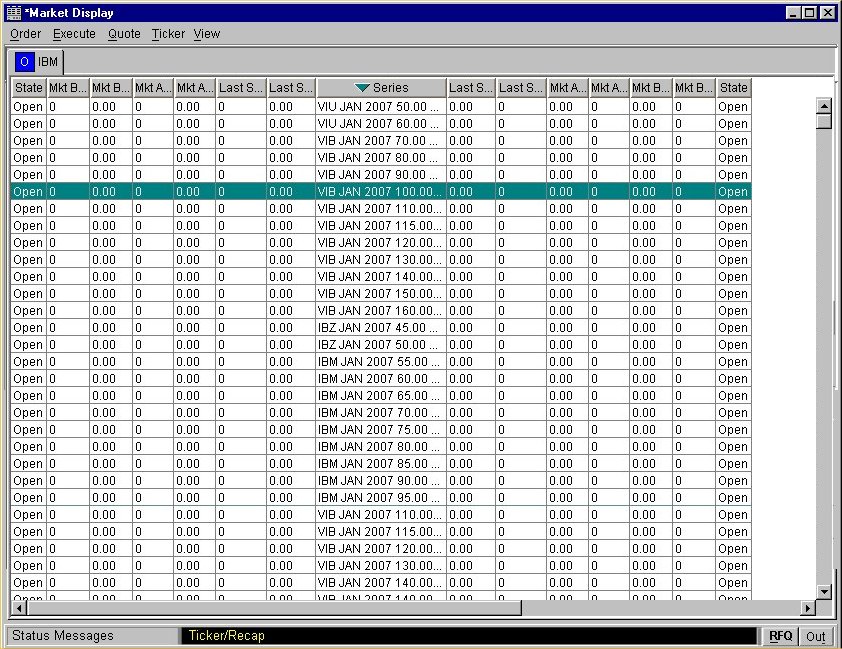 *Market Display
Order Execute Quote Ticker View
O IBM
State Mkt B... Mkt B... Mkt A... Mkt A... Last S... Last S... Series Last S... Last S... Mkt A... Mkt A... Mkt B... Mkt B... State
Open 0 0.00 0 0.00 0 0.00 VIU JAN 2007 50.00 ... 0.00 0 0.00 0 0.00 0 Open
Open 0 0.00 0 0.00 0 0.00 VIU JAN 2007 60.00 ... 0.00 0 0.00 0 0.00 0 Open
Open 0 0.00 0 0.00 0 0.00 VIB JAN 2007 70.00 ... 0.00 0 0.00 0 0.00 0 Open
Open 0 0.00 0 0.00 0 0.00 VIB JAN 2007 80.00 ... 0.00 0 0.00 0 0.00 0 Open
Open 0 0.00 0 0.00 0 0.00 VIB JAN 2007 90.00 ... 0.00 0 0.00 0 0.00 0 Open
Open 0 0.00 0 0.00 0 0.00 VIB JAN 2007 100.00... 0.00 0 0.00 0 0.00 0 Open
Open 0 0.00 0 0.00 0 0.00 VIB JAN 2007 110.00... 0.00 0 0.00 0 0.00 0 Open
Open 0 0.00 0 0.00 0 0.00 VIB JAN 2007 115.00... 0.00 0 0.00 0 0.00 0 Open
Open 0 0.00 0 0.00 0 0.00 VIB JAN 2007 120.00... 0.00 0 0.00 0 0.00 0 Open
Open 0 0.00 0 0.00 0 0.00 VIB JAN 2007 130.00... 0.00 0 0.00 0 0.00 0 Open
Open 0 0.00 0 0.00 0 0.00 VIB JAN 2007 140.00... 0.00 0 0.00 0 0.00 0 Open
Open 0 0.00 0 0.00 0 0.00 VIB JAN 2007 150.00... 0.00 0 0.00 0 0.00 0 Open
Open 0 0.00 0 0.00 0 0.00 VIB JAN 2007 160.00... 0.00 0 0.00 0 0.00 0 Open
Open 0 0.00 0 0.00 0 0.00 IBZ JAN 2007 45.00 ... 0.00 0 0.00 0 0.00 0 Open
Open 0 0.00 0 0.00 0 0.00 IBZ JAN 2007 50.00 ... 0.00 0 0.00 0 0.00 0 Open
Open 0 0.00 0 0.00 0 0.00 IBM JAN 2007 55.00 ... 0.00 0 0.00 0 0.00 0 Open
Open 0 0.00 0 0.00 0 0.00 IBM JAN 2007 60.00 ... 0.00 0 0.00 0 0.00 0 Open
Open 0 0.00 0 0.00 0 0.00 IBM JAN 2007 65.00 ... 0.00 0 0.00 0 0.00 0 Open
Open 0 0.00 0 0.00 0 0.00 IBM JAN 2007 70.00 ... 0.00 0 0.00 0 0.00 0 Open
Open 0 0.00 0 0.00 0 0.00 IBM JAN 2007 75.00 ... 0.00 0 0.00 0 0.00 0 Open
Open 0 0.00 0 0.00 0 0.00 IBM JAN 2007 80.00 ... 0.00 0 0.00 0 0.00 0 Open
Open 0 0.00 0 0.00 0 0.00 IBM JAN 2007 85.00 ... 0.00 0 0.00 0 0.00 0 Open
Open 0 0.00 0 0.00 0 0.00 IBM JAN 2007 90.00 ... 0.00 0 0.00 0 0.00 0 Open
Open 0 0.00 0 0.00 0 0.00 IBM JAN 2007 95.00 ... 0.00 0 0.00 0 0.00 0 Open
Open 0 0.00 0 0.00 0 0.00 VIB JAN 2007 110.00... 0.00 0 0.00 0 0.00 0 Open
Open 0 0.00 0 0.00 0 0.00 VIB JAN 2007 115.00... 0.00 0 0.00 0 0.00 0 Open
Open 0 0.00 0 0.00 0 0.00 VIB JAN 2007 120.00... 0.00 0 0.00 0 0.00 0 Open
Open 0 0.00 0 0.00 0 0.00 VIB JAN 2007 130.00... 0.00 0 0.00 0 0.00 0 Open
Open 0 0.00 0 0.00 0 0.00 VIB JAN 2007 140.00... 0.00 0 0.00 0 0.00 0 Open
Status Messages Ticker/Recap RFQ Out